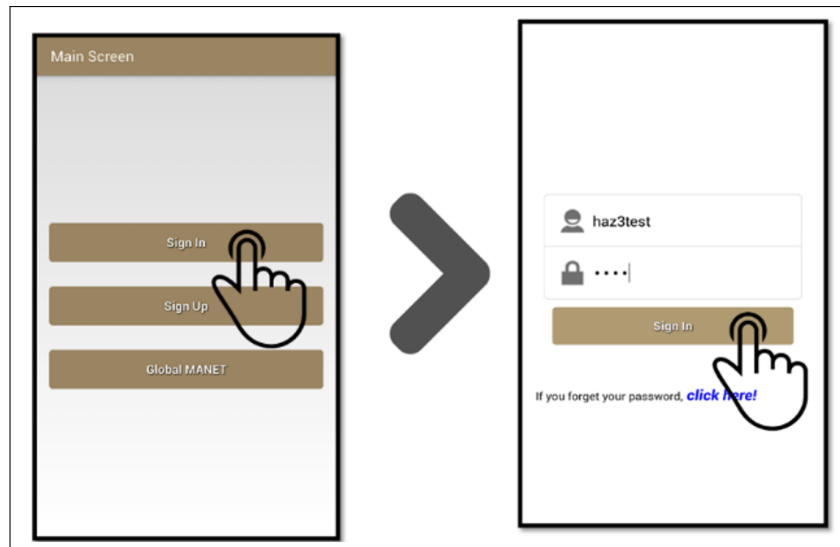 Main Screen
Sign In
Sign Up
Global MANET
haz3test
••••
Sign In
If you forget your password, click here!